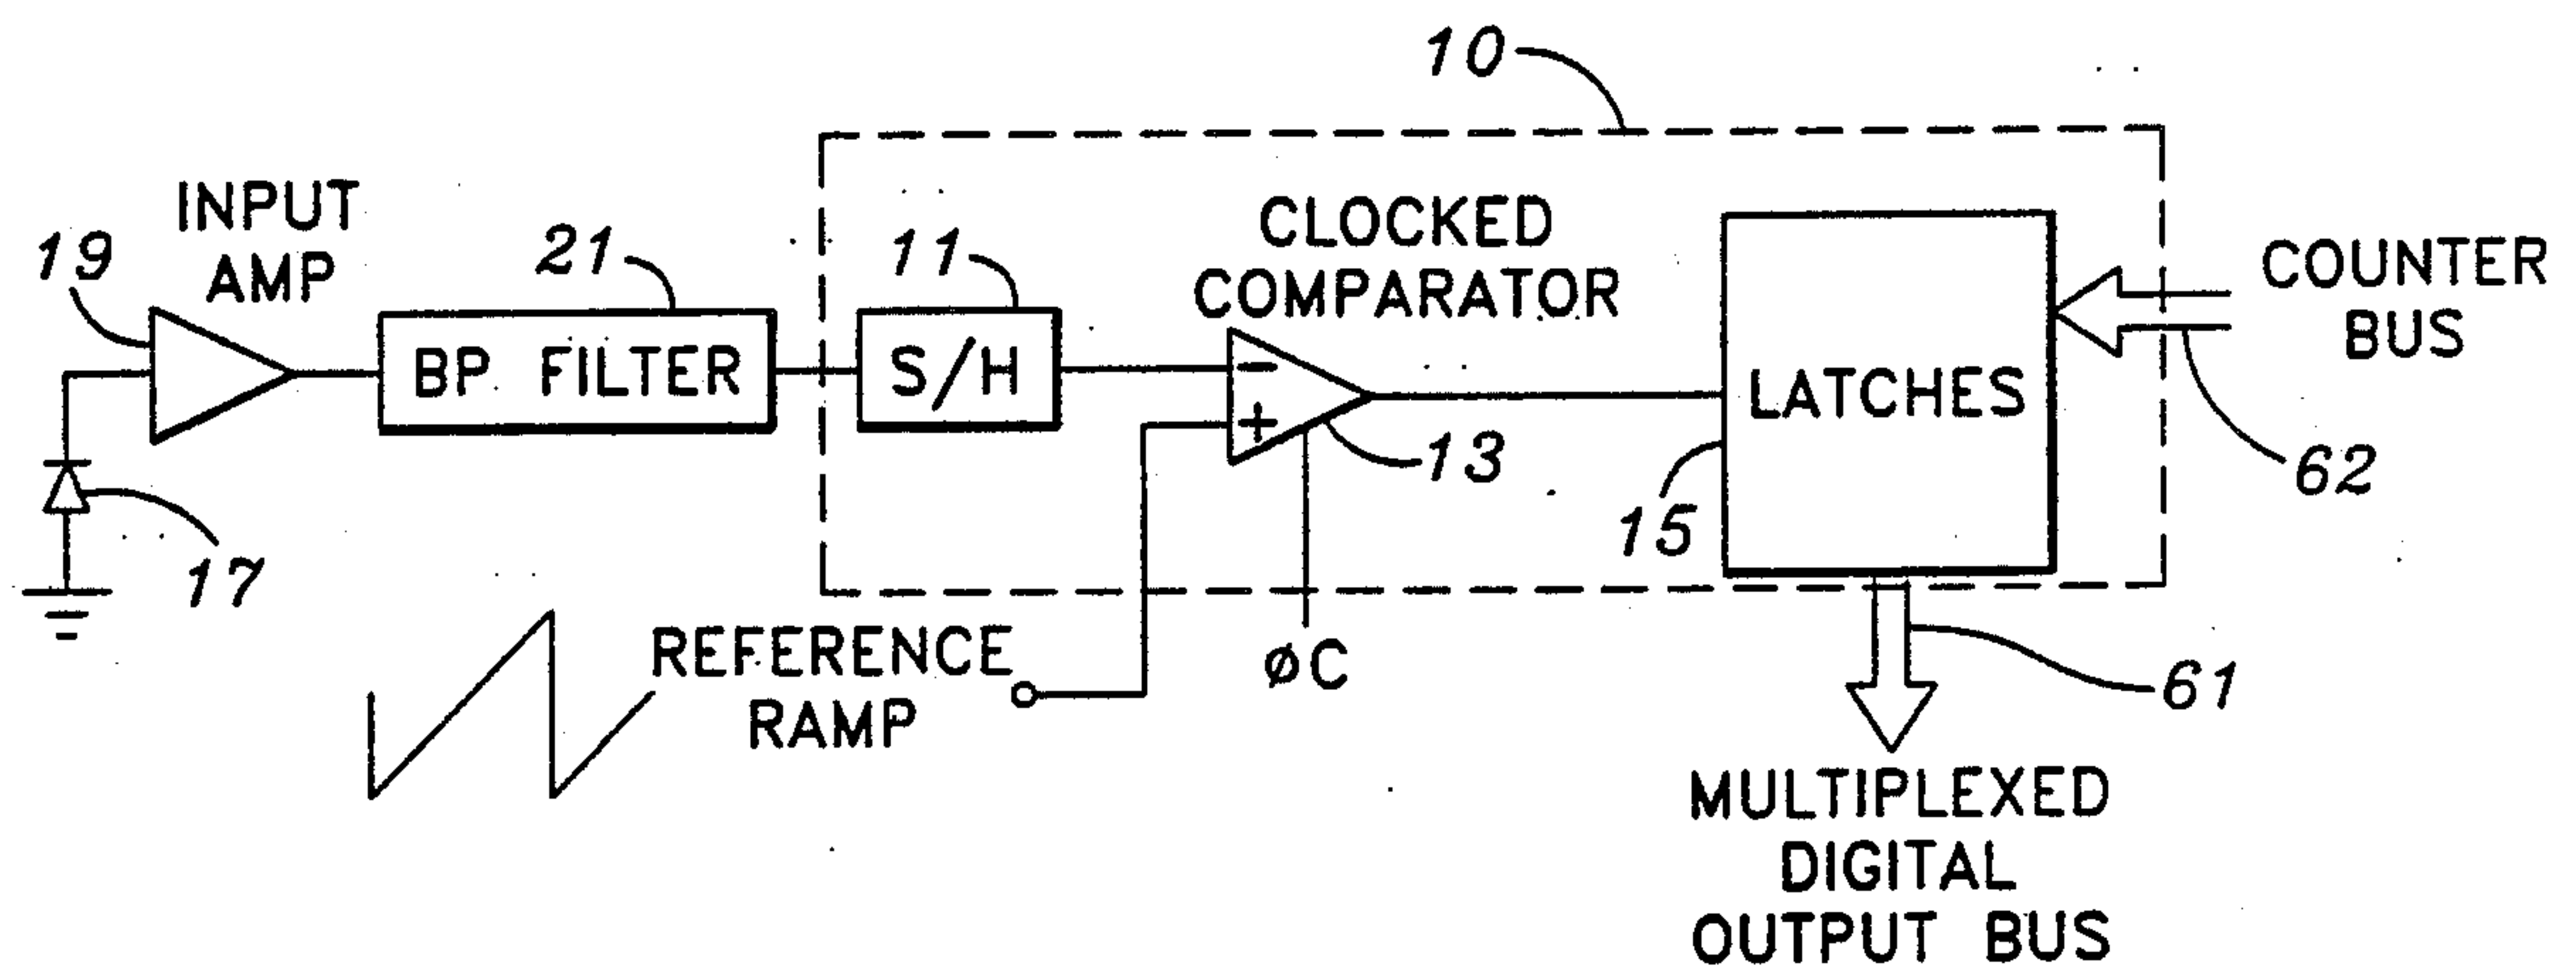 10
INPUT
AMP
19
21
11
CLOCKED
COMPARATOR
COUNTER
BUS
BP FILTER
S/H
−
+
LATCHES
13
15
62
17
REFERENCE
RAMP
øC
61
MULTIPLEXED
DIGITAL
OUTPUT BUS